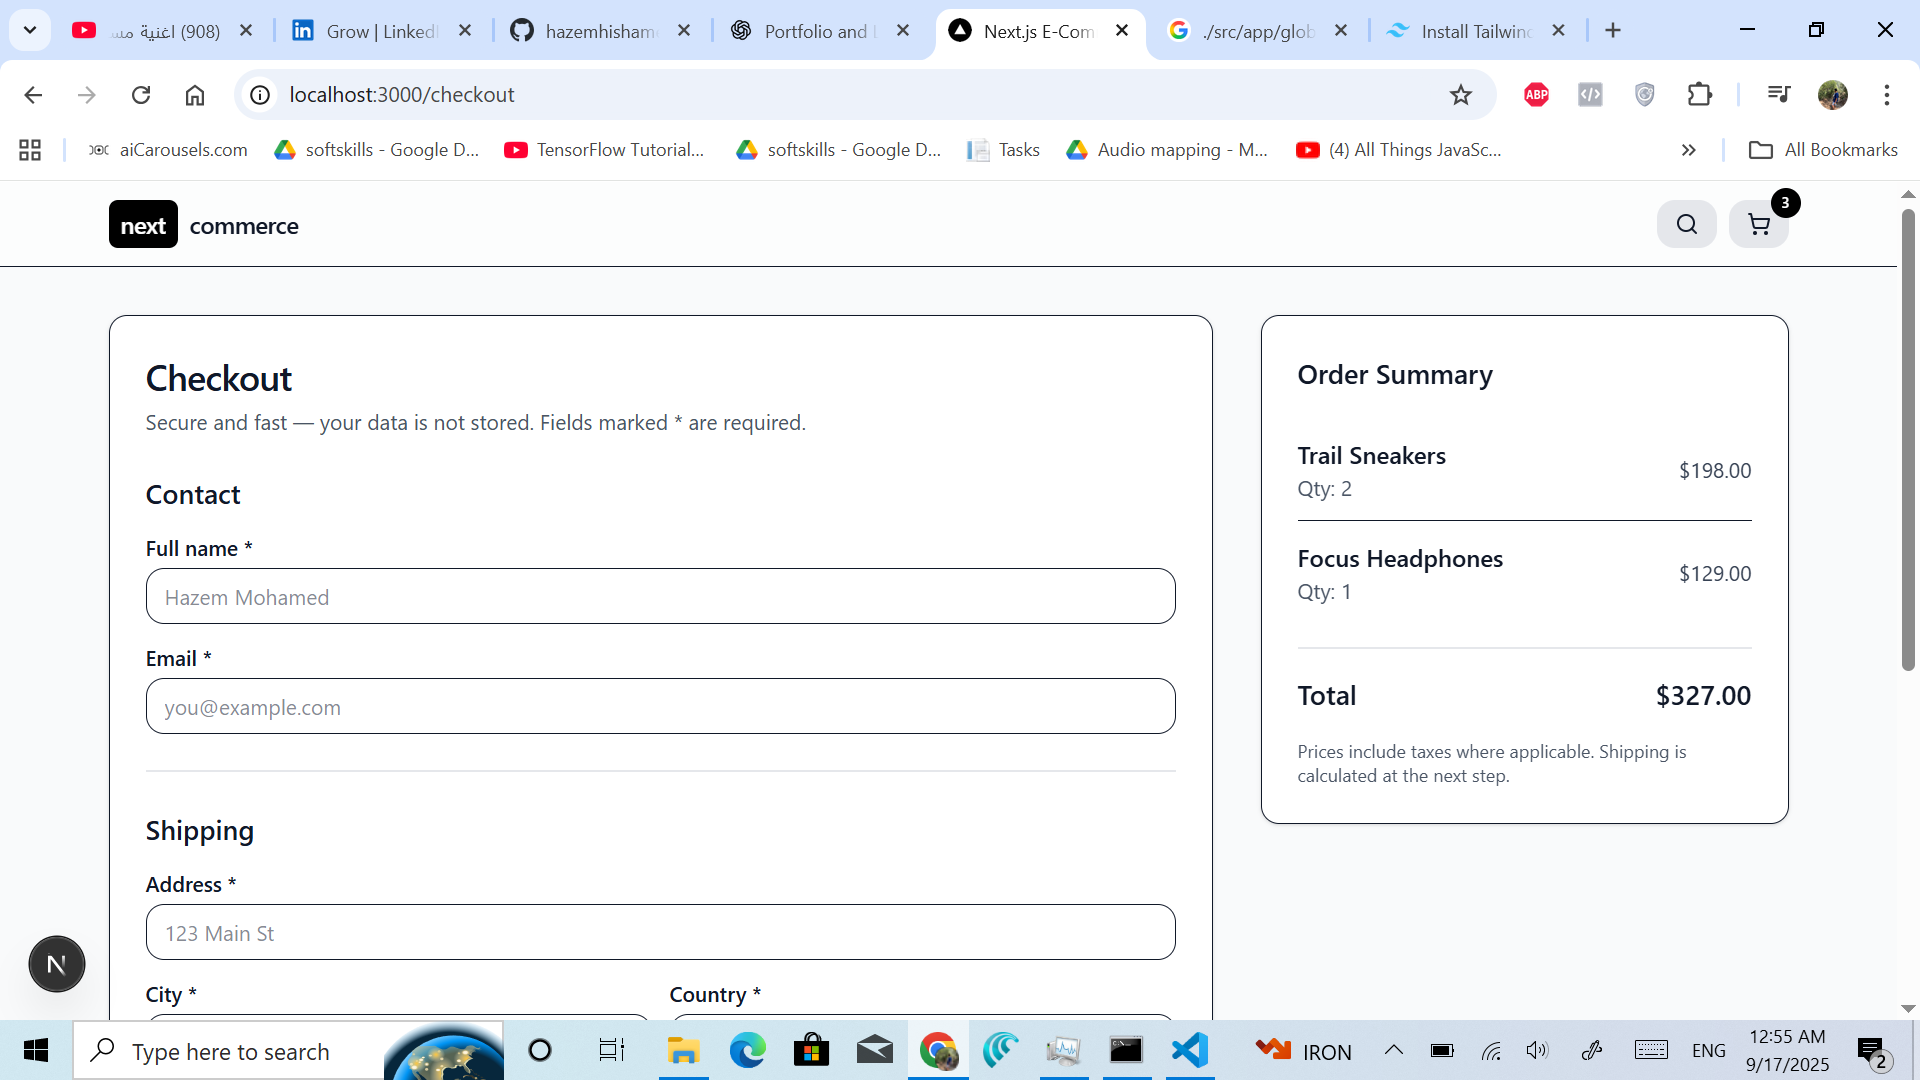 (908) اغنية مس
Grow | LinkedI
hazemhisham
Portfolio and L
Next.js E-Com
./src/app/glob
Install Tailwind
localhost:3000/checkout
ABP
aiCarousels.com
softskills - Google D...
TensorFlow Tutorial...
softskills - Google D...
Tasks
Audio mapping - M...
(4) All Things JavaSc...
All Bookmarks
next commerce
3
Checkout
Secure and fast — your data is not stored. Fields marked * are required.
Contact
Full name *
Hazem Mohamed
Email *
you@example.com
Shipping
Address *
123 Main St
City *
Country *
Order Summary
Trail Sneakers
Qty: 2
$198.00
Focus Headphones
Qty: 1
$129.00
Total
$327.00
Prices include taxes where applicable. Shipping is
calculated at the next step.
N
Type here to search
IRON
ENG
12:55 AM
9/17/2025
2